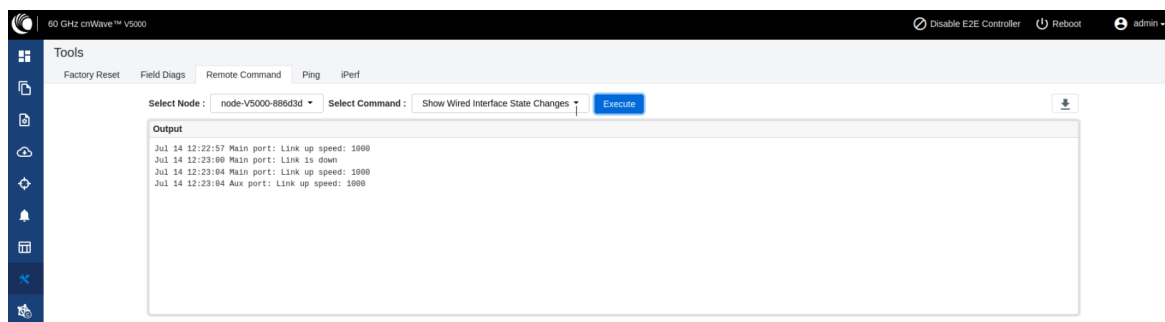 60 GHz cnWave™ V5000
Disable E2E Controller
Reboot
admin
Tools
Factory Reset
Field Diags
Remote Command
Ping
iPerf
Select Node :
node-V5000-886d3d
Select Command :
Show Wired Interface State Changes
Execute
Output
Jul 14 12:22:57 Main port: Link up speed: 1000
Jul 14 12:23:00 Main port: Link is down
Jul 14 12:23:04 Main port: Link up speed: 1000
Jul 14 12:23:04 Aux port: Link up speed: 1000